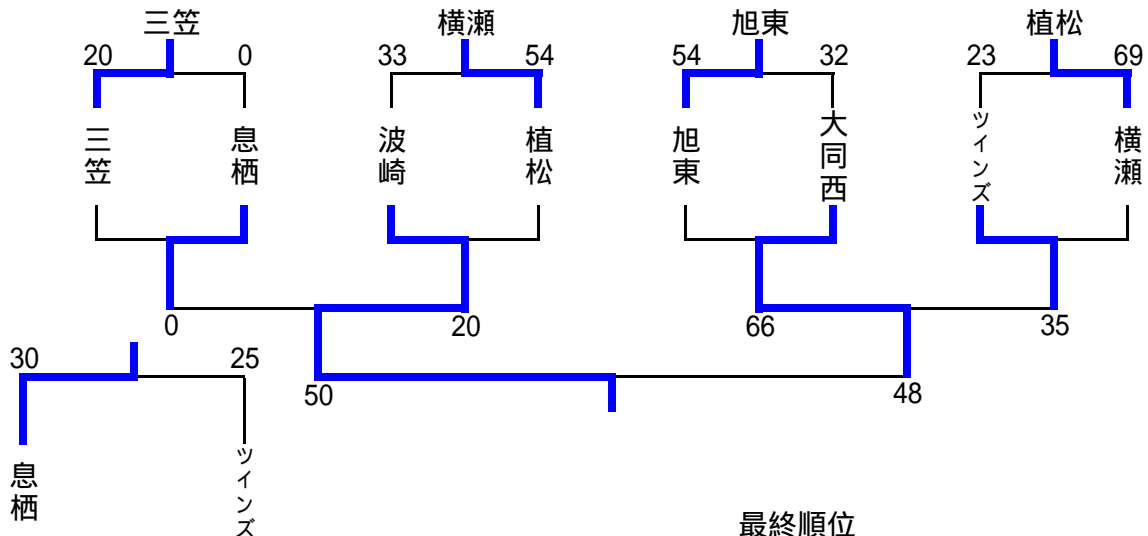 三笠 横瀬 旭東 植松
20 0 33 54 54 32 23 69
三笠 息栖 波崎 植松 旭東 大同西 ツインズ 横瀬
0 20 66 35
30 25
50 48
息栖 ツインズ
最終順位